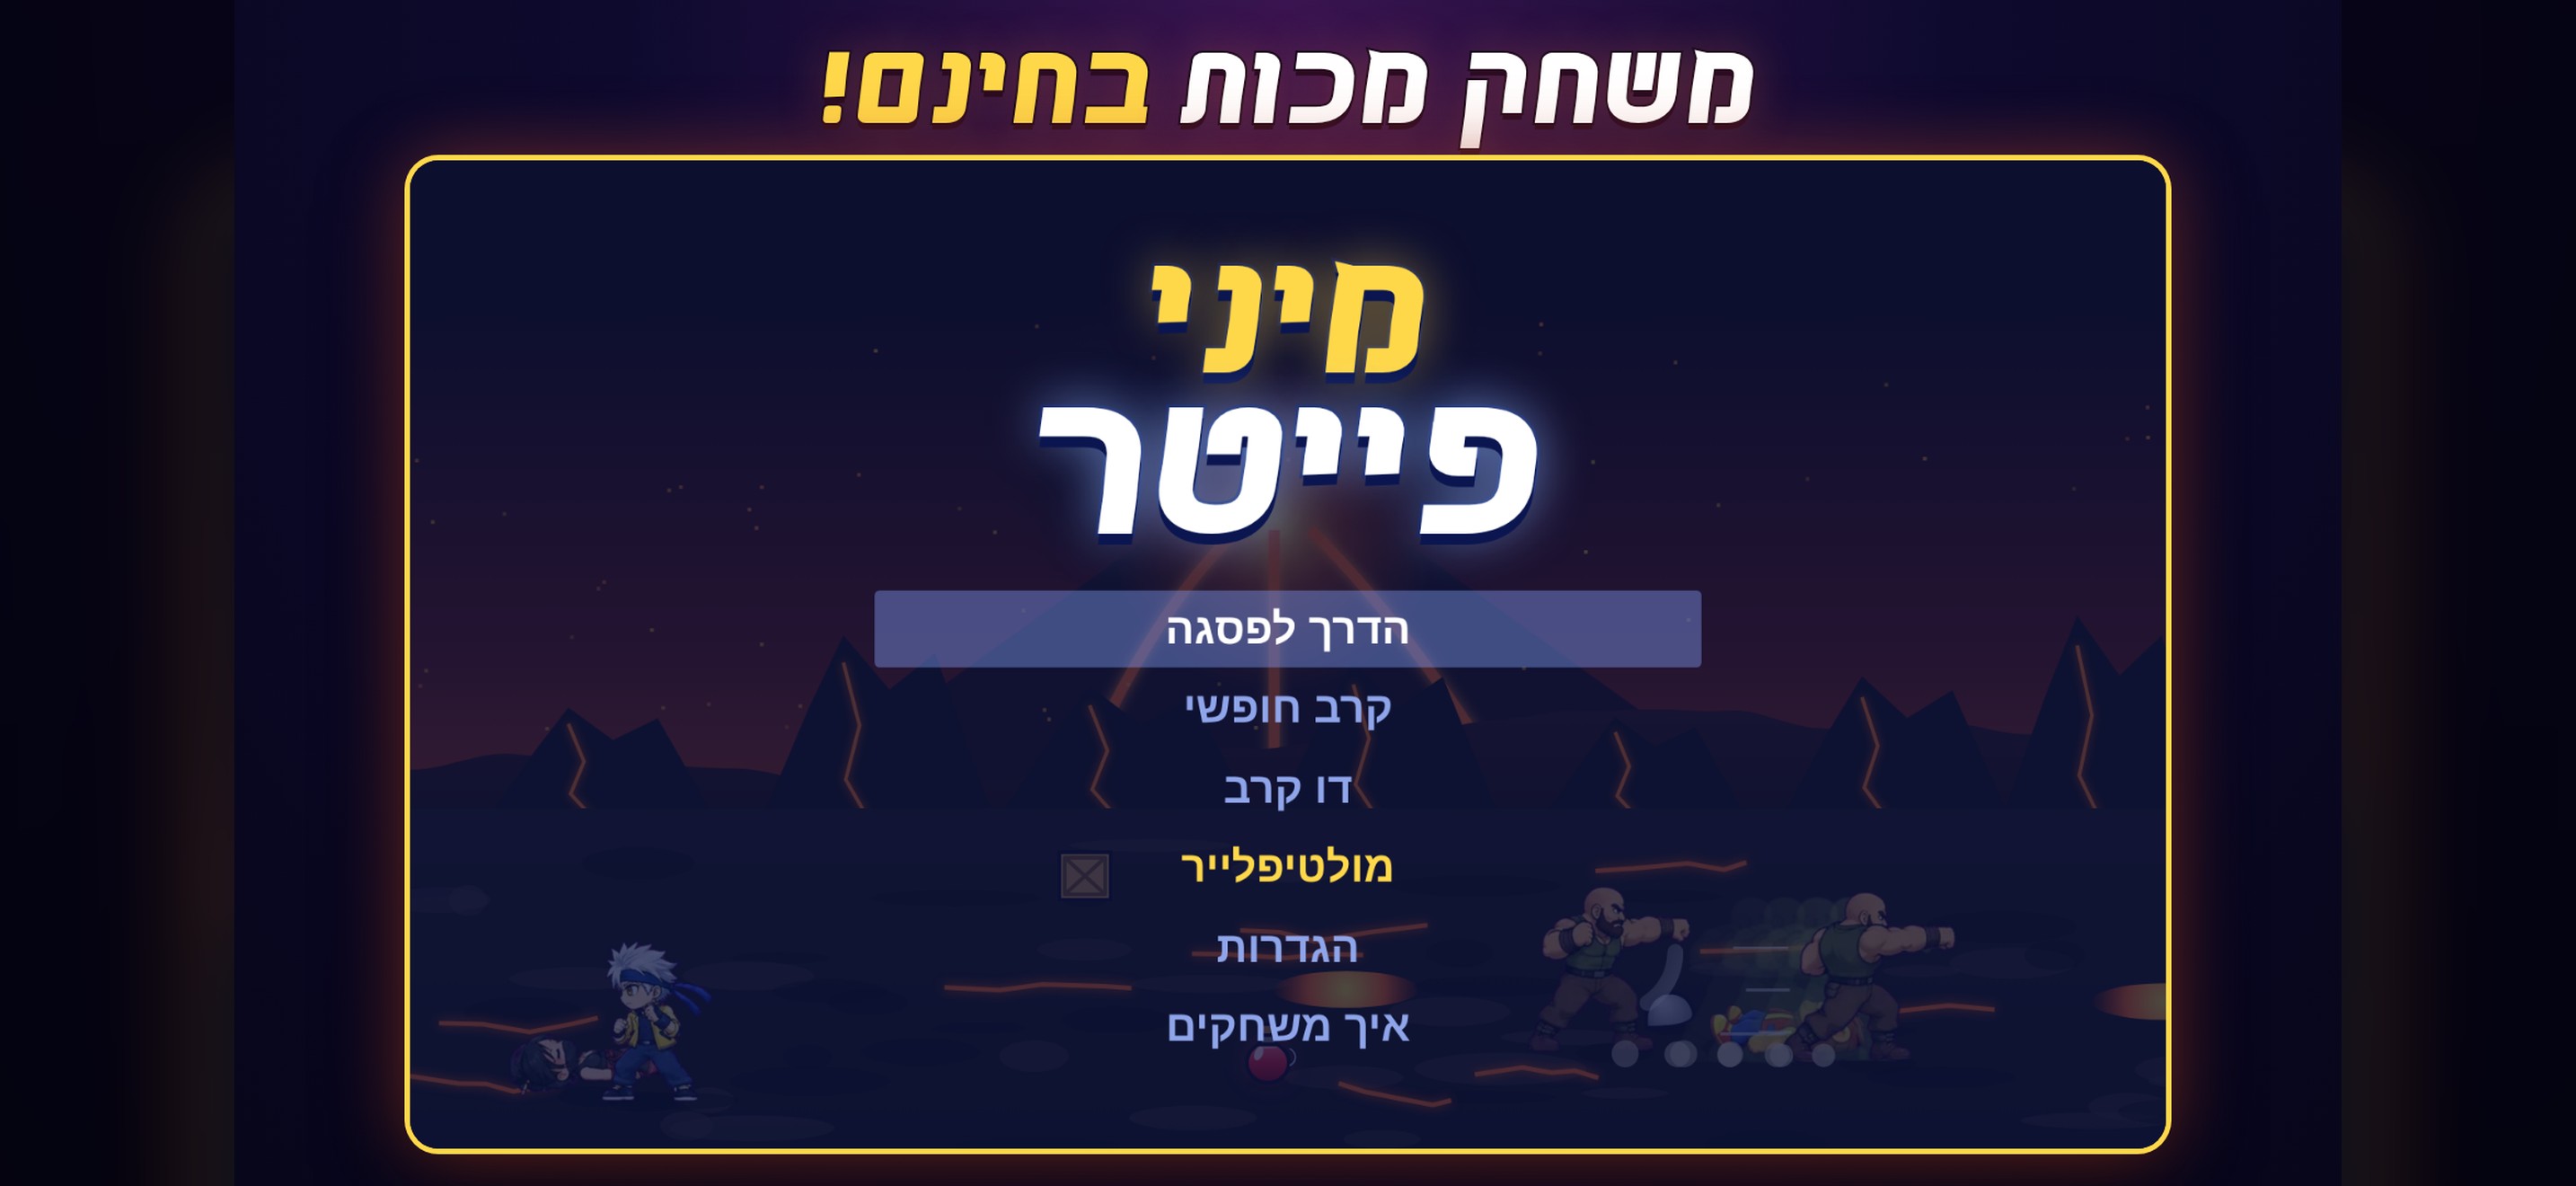 משחק מכות בחינם!
מיני
פייטר
הדרך לפסגה
קרב חופשי
דו קרב
מולטיפלייר
הגדרות
איך משחקים